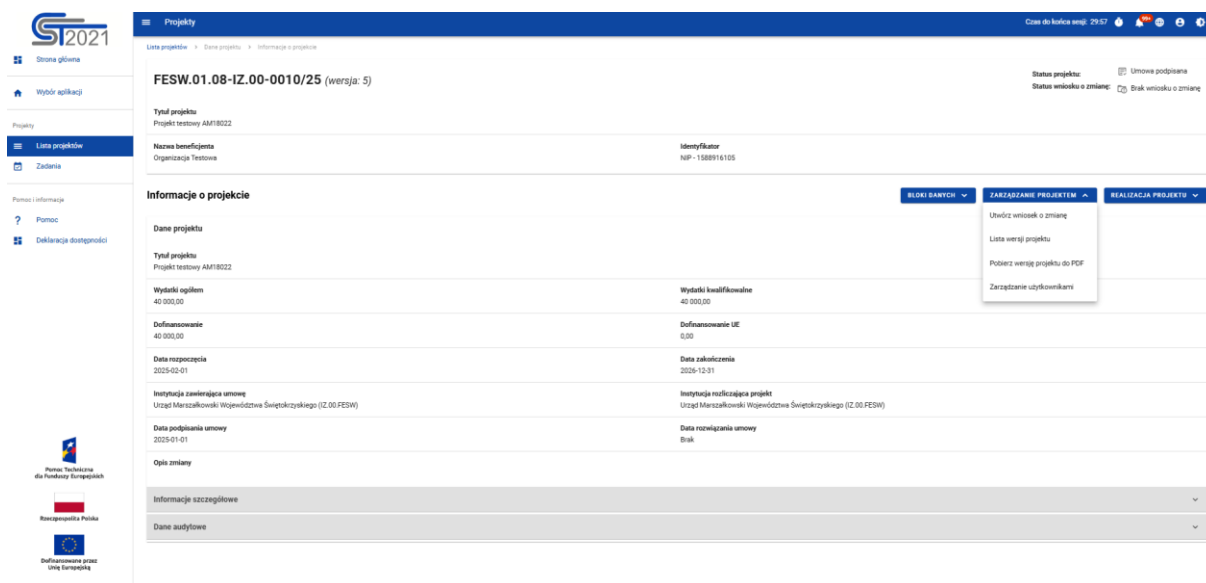 ST2021
Strona główna
Wybór aplikacji
Projekty
Lista projektów
Zadania
Pomoc i informacje
Pomoc
Deklaracja dostępności
Pomoc Techniczna
dla Funduszy Europejskich
Rzeczpospolita Polska
Dofinansowane przez
Unię Europejską
Projekty
Czas do końca sesji: 29:57
99+
Lista projektów > Dane projektu > Informacje o projekcie
FESW.01.08-IZ.00-0010/25 (wersja: 5)
Status projektu: Umowa podpisana
Status wniosku o zmianę: Brak wniosku o zmianę
Tytuł projektu
Projekt testowy AM18022
Nazwa beneficjenta Identyfikator
Organizacja Testowa NIP - 1588916105
Informacje o projekcie
BLOKI DANYCH ZARZĄDZANIE PROJEKTEM REALIZACJA PROJEKTU
Utwórz wniosek o zmianę
Lista wersji projektu
Pobierz wersję projektu do PDF
Zarządzanie użytkownikami
Dane projektu
Tytuł projektu
Projekt testowy AM18022
Wydatki ogółem Wydatki kwalifikowalne
40 000,00 40 000,00
Dofinansowanie Dofinansowanie UE
40 000,00 0,00
Data rozpoczęcia Data zakończenia
2025-02-01 2026-12-31
Instytucja zawierająca umowę Instytucja rozliczająca projekt
Urząd Marszałkowski Województwa Świętokrzyskiego (IZ.00.FESW) Urząd Marszałkowski Województwa Świętokrzyskiego (IZ.00.FESW)
Data podpisania umowy Data rozwiązania umowy
2025-01-01 Brak
Opis zmiany
Informacje szczegółowe
Dane audytowe